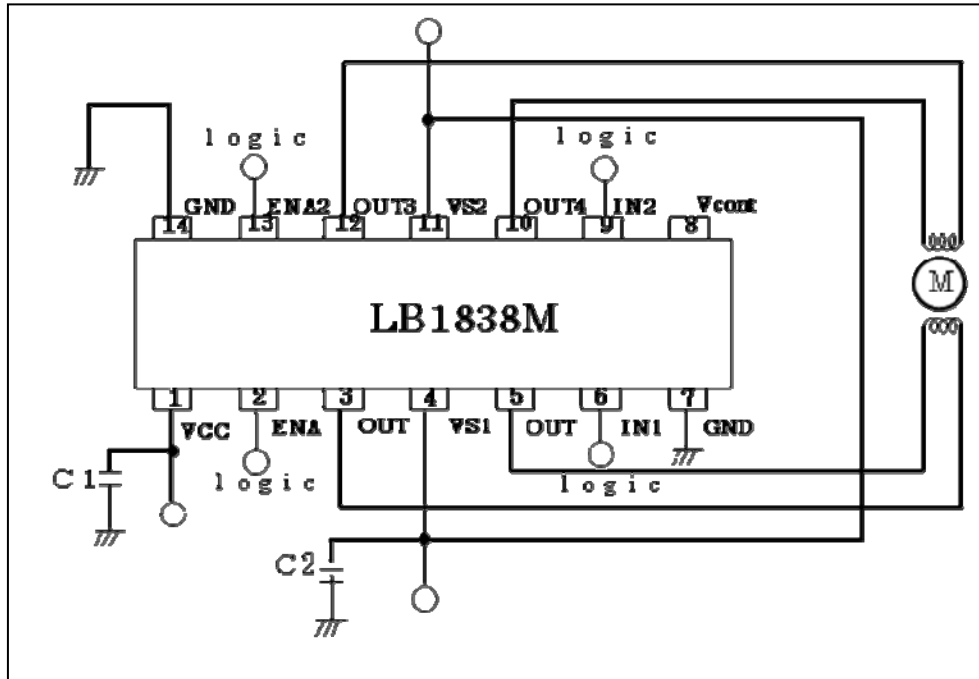 logic
logic
GND ENA2 OUT3 VS2 OUT4 IN2 Vcont
14 13 12 11 10 9 8
M
LB1838M
1 2 3 4 5 6 7
VCC ENA OUT VS1 OUT IN1 GND
C1
logic
logic
C2